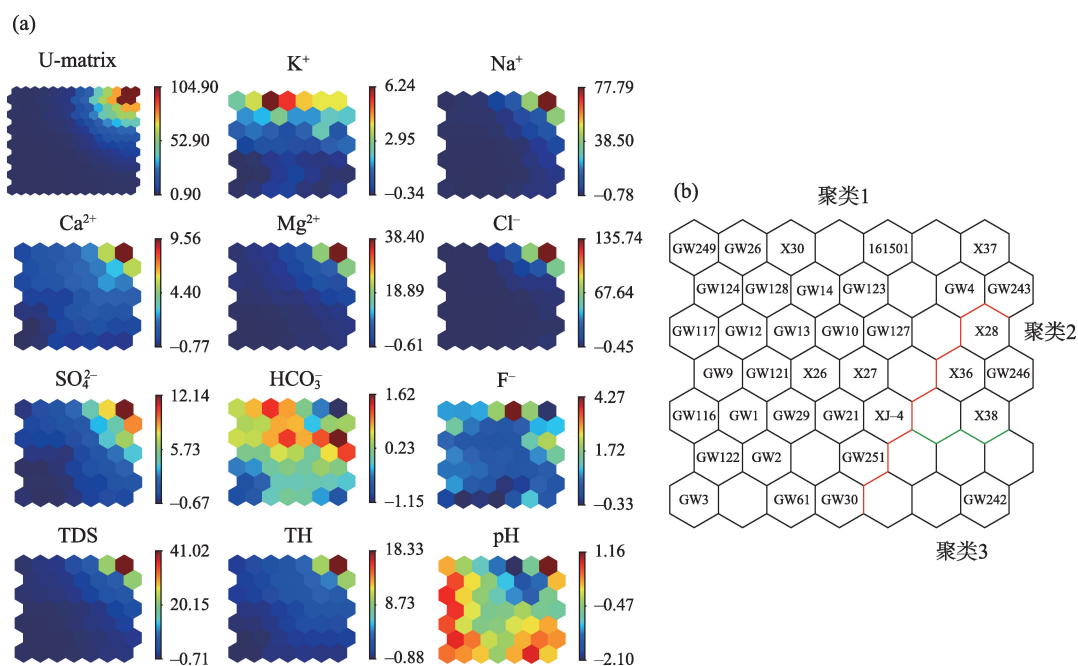 (a)
U-matrix
104.90
52.90
0.90
K⁺
6.24
2.95
–0.34
Na⁺
77.79
38.50
–0.78
Ca²⁺
9.56
4.40
–0.77
Mg²⁺
38.40
18.89
–0.61
Cl⁻
135.74
67.64
–0.45
SO₄²⁻
12.14
5.73
–0.67
HCO₃⁻
1.62
0.23
–1.15
F⁻
4.27
1.72
–0.33
TDS
41.02
20.15
–0.71
TH
18.33
8.73
–0.88
pH
1.16
–0.47
–2.10
(b)
聚类1
GW249 GW26 X30 161501 X37
GW124 GW128 GW14 GW123 GW4 GW243
GW117 GW12 GW13 GW10 GW127 X28
聚类2
GW9 GW121 X26 X27 X36 GW246
GW116 GW1 GW29 GW21 XJ–4 X38
GW122 GW2 GW251
GW3 GW61 GW30 GW242
聚类3